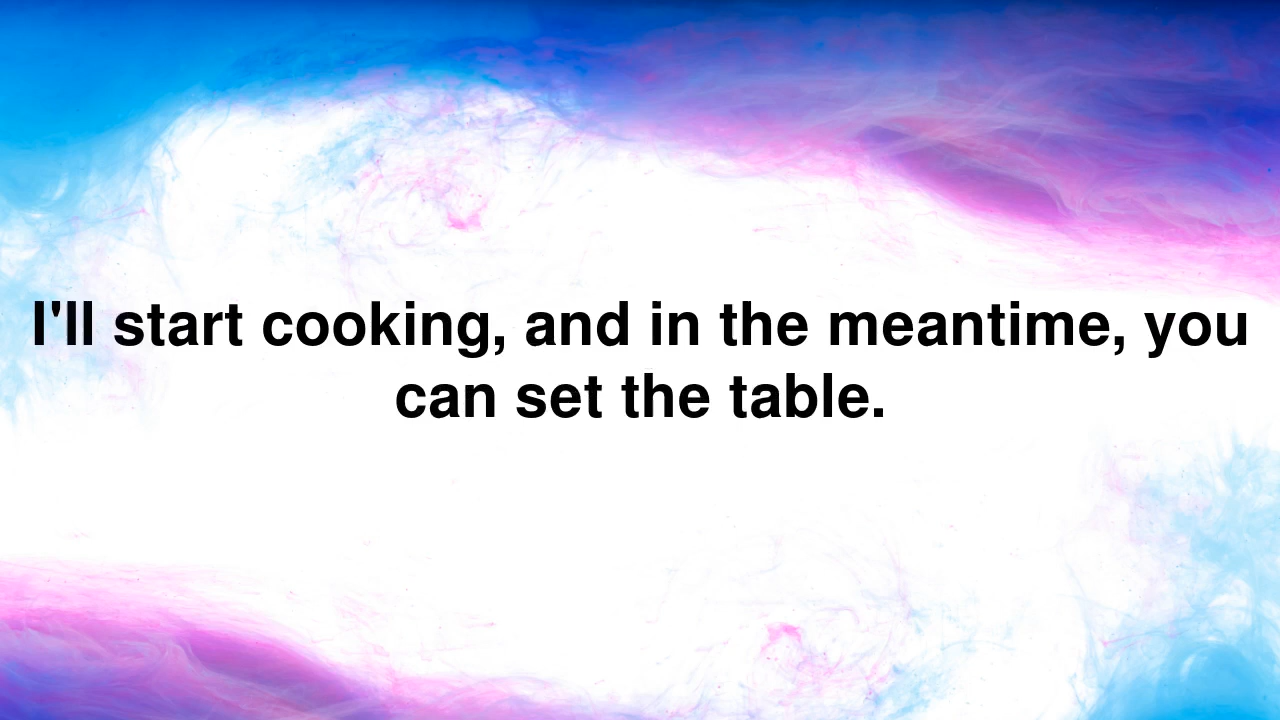 I'll start cooking, and in the meantime, you
can set the table.